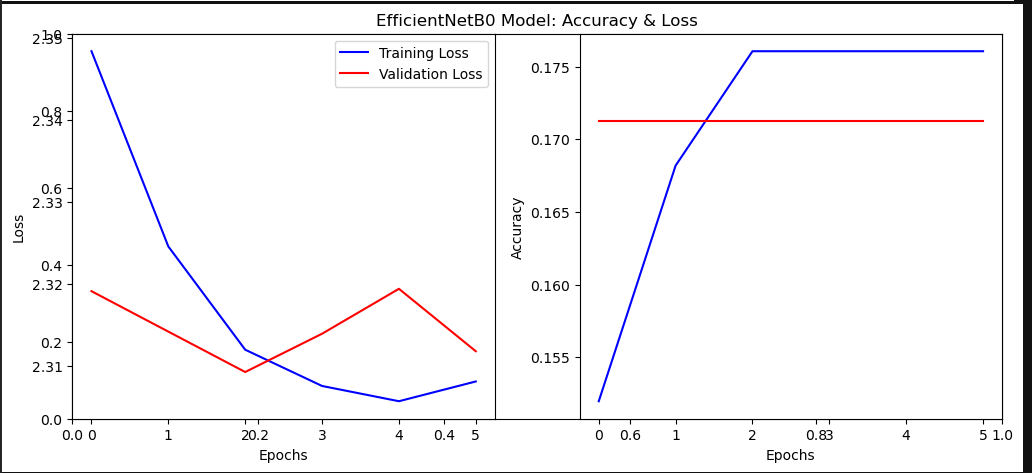 EfficientNetB0 Model: Accuracy & Loss
1.0
2.35
Training Loss
Validation Loss
0.8
2.34
0.6
2.33
0.4
2.32
0.2
2.31
0.0
Loss
0.0 0 1 2 0.2 3 4 0.4 5
Epochs
0.175
0.170
0.165
0.160
0.155
Accuracy
0 0.6 1 2 0.8 3 4 5 1.0
Epochs